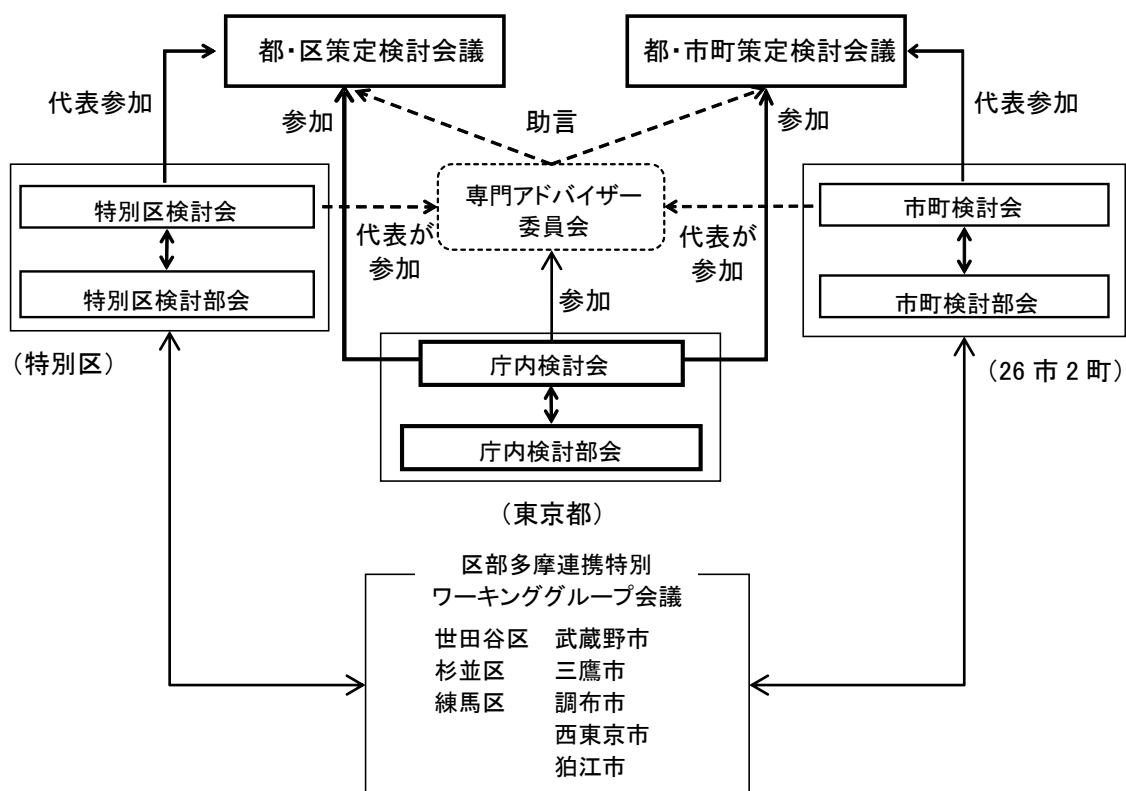 都・区策定検討会議
都・市町策定検討会議
代表参加
参加
助言
参加
代表参加
専門アドバイザー
委員会
特別区検討会
市町検討会
代表が
参加
代表が
参加
特別区検討部会
市町検討部会
参加
（特別区）
庁内検討会
（26 市 2 町）
庁内検討部会
（東京都）
区部多摩連携特別
ワーキンググループ会議
世田谷区　武蔵野市
杉並区　三鷹市
練馬区　調布市
西東京市
狛江市